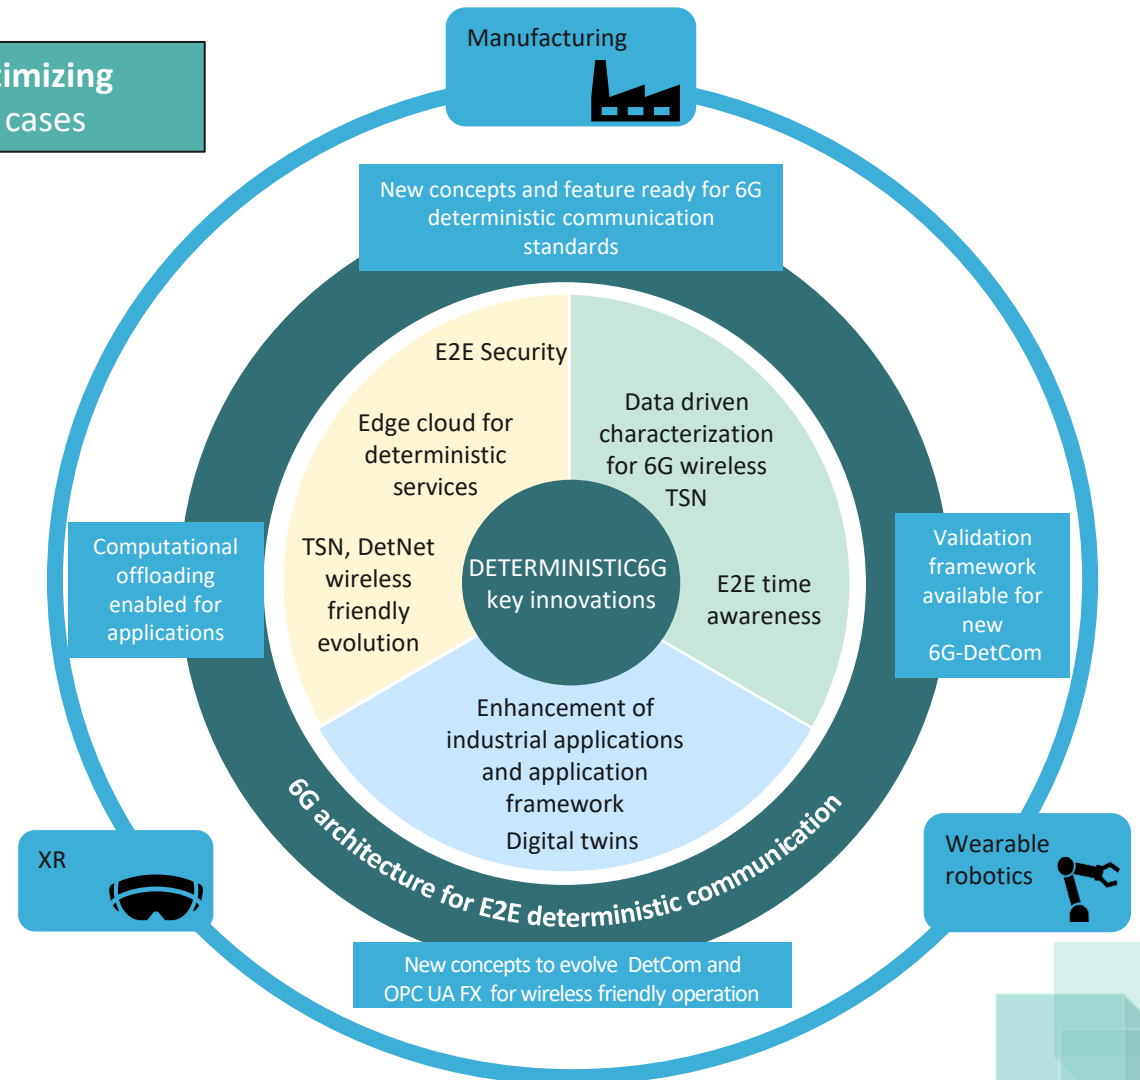 Manufacturing
timizing
cases
New concepts and feature ready for 6G
deterministic communication
standards
E2E Security
Edge cloud for
deterministic
services
Data driven
characterization
for 6G wireless
TSN
Computational
offloading
enabled for
applications
TSN, DetNet
wireless
friendly
evolution
DETERMINISTIC6G
key innovations
E2E time
awareness
Validation
framework
available for
new
6G-DetCom
Enhancement of
industrial applications
and application
framework
Digital twins
6G architecture for E2E deterministic communication
XR
Wearable
robotics
New concepts to evolve DetCom and
OPC UA FX for wireless friendly operation